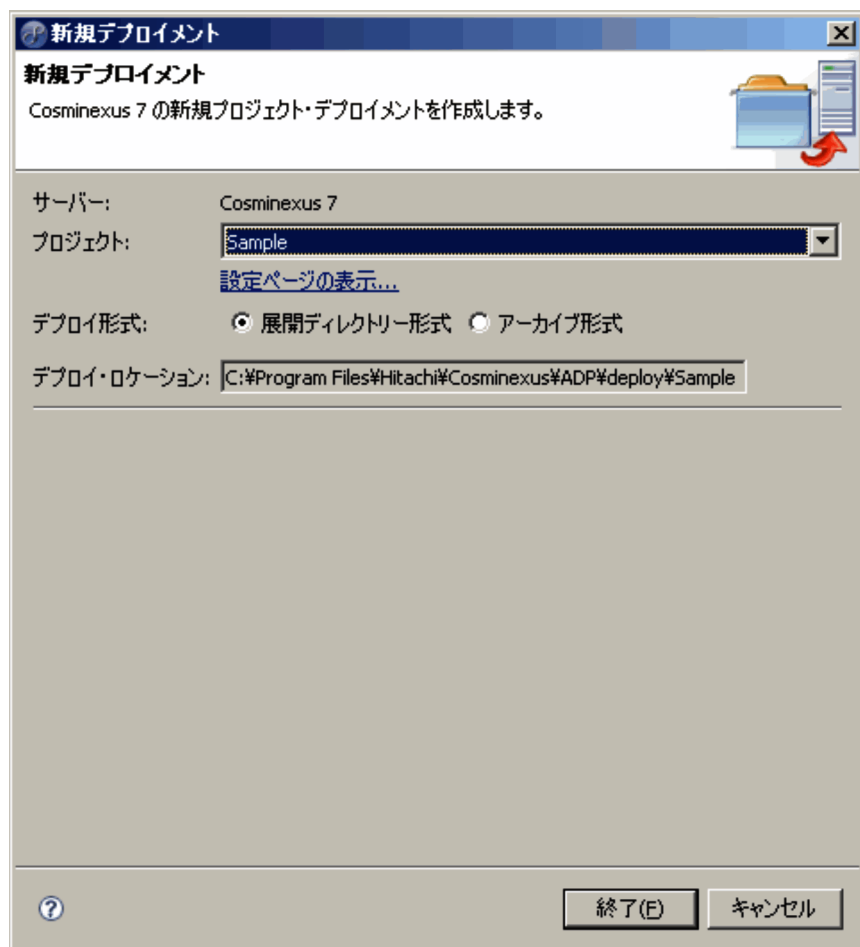 新規デプロイメント
新規デプロイメント
Cosminexus 7 の新規プロジェクト・デプロイメントを作成します。
サーバー: Cosminexus 7
プロジェクト: Sample
設定ページの表示...
デプロイ形式: 展開ディレクトリー形式 アーカイブ形式
デプロイ・ロケーション: C:¥Program Files¥Hitachi¥Cosminexus¥ADP¥deploy¥Sample
?
終了(F) キャンセル